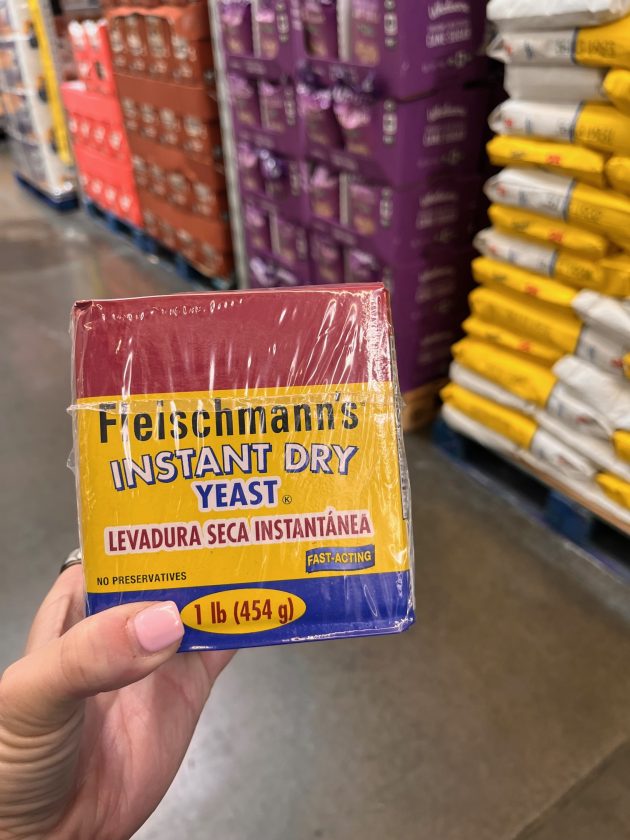 Fleischmann's
INSTANT DRY
YEAST K
LEVADURA SECA INSTANTÁNEA
FAST-ACTING
NO PRESERVATIVES
1 lb (454 g)